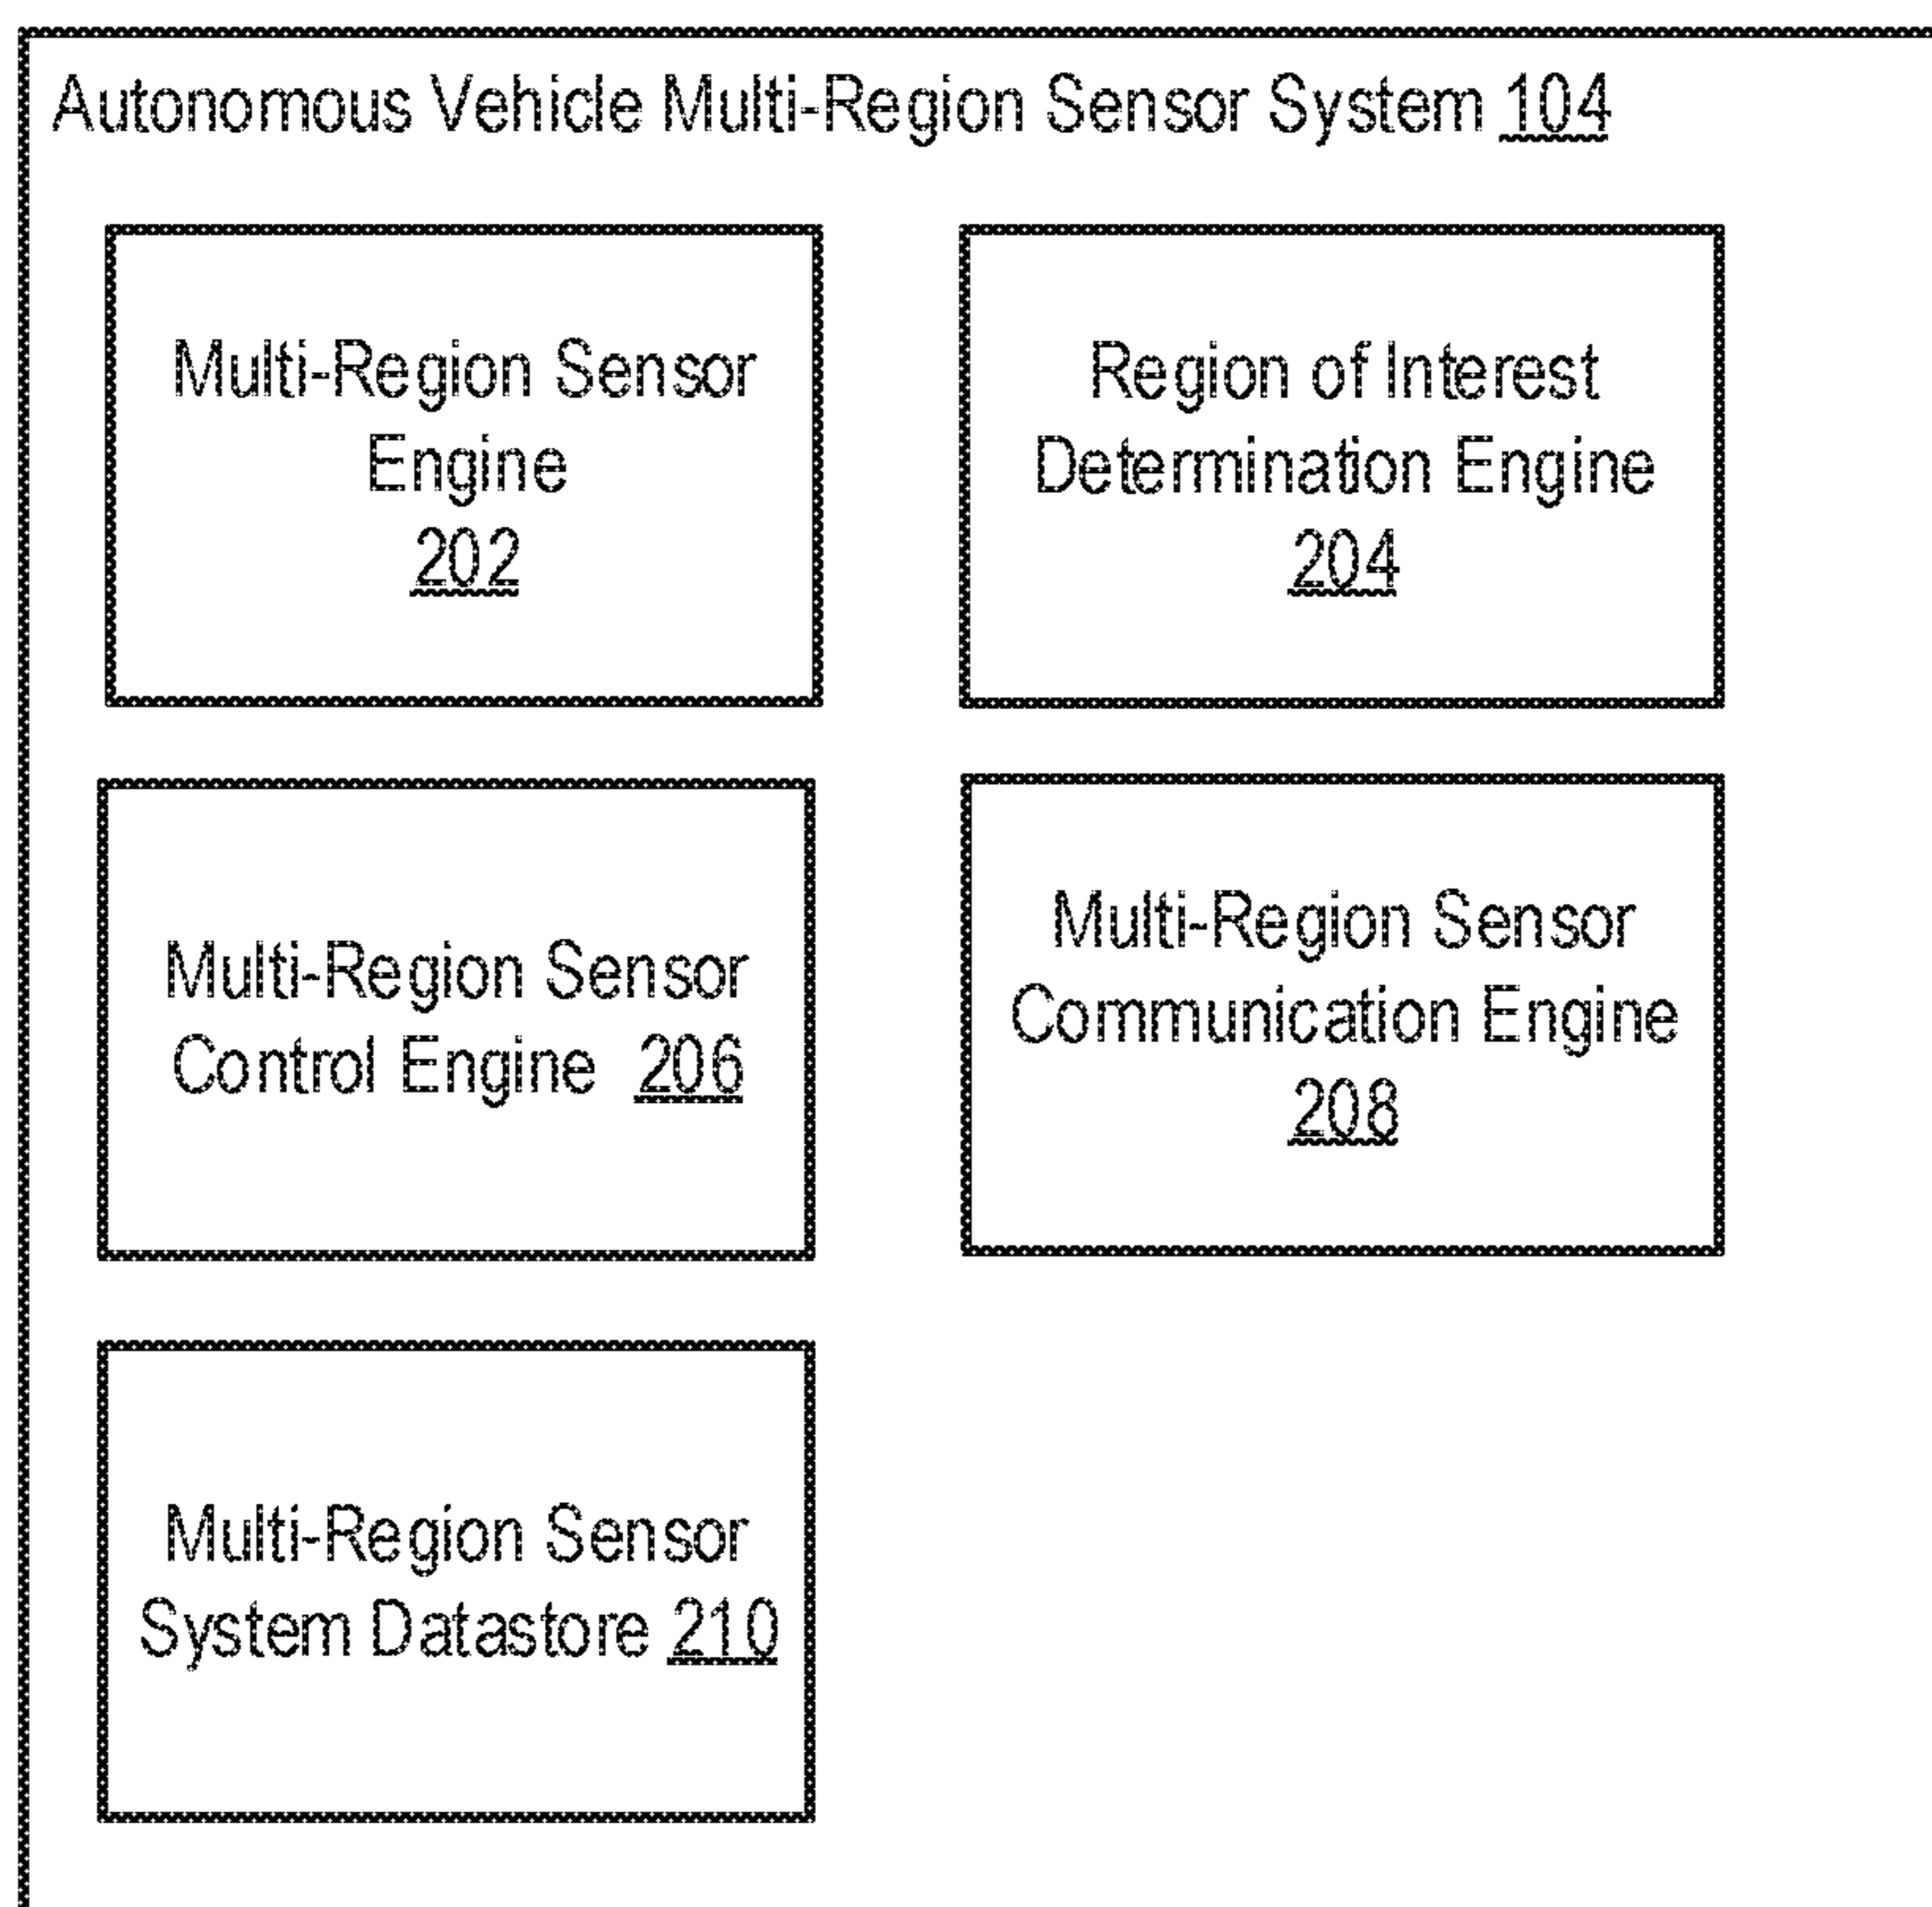 Autonomous Vehicle Multi-Region Sensor System 104
Multi-Region Sensor
Engine
202
Region of Interest
Determination Engine
204
Multi-Region Sensor
Control Engine 206
Multi-Region Sensor
Communication Engine
208
Multi-Region Sensor
System Datastore 210